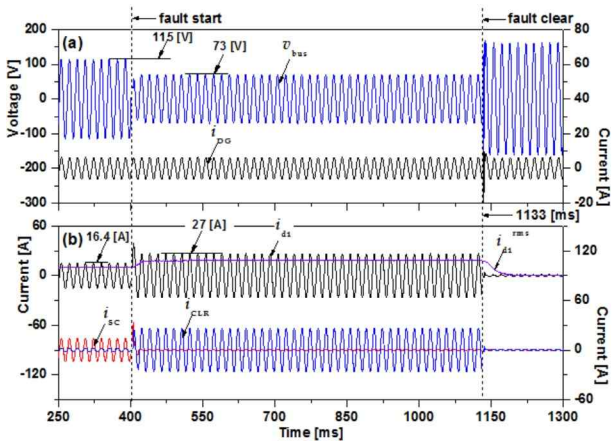 fault start
fault clear
(a)
115 [V]
73 [V]
v bus
i DG
Voltage [V]
200
100
0
-100
-200
-300
80
60
40
20
0
-20
Current [A]
1133 [ms]
(b)
16.4 [A]
27 [A]
i d1
i d1 rms
i SC
i CLR
Current [A]
60
0
-60
-120
120
60
0
60
0
Current [A]
250 400 550 700 850 1000 1150 1300
Time [ms]